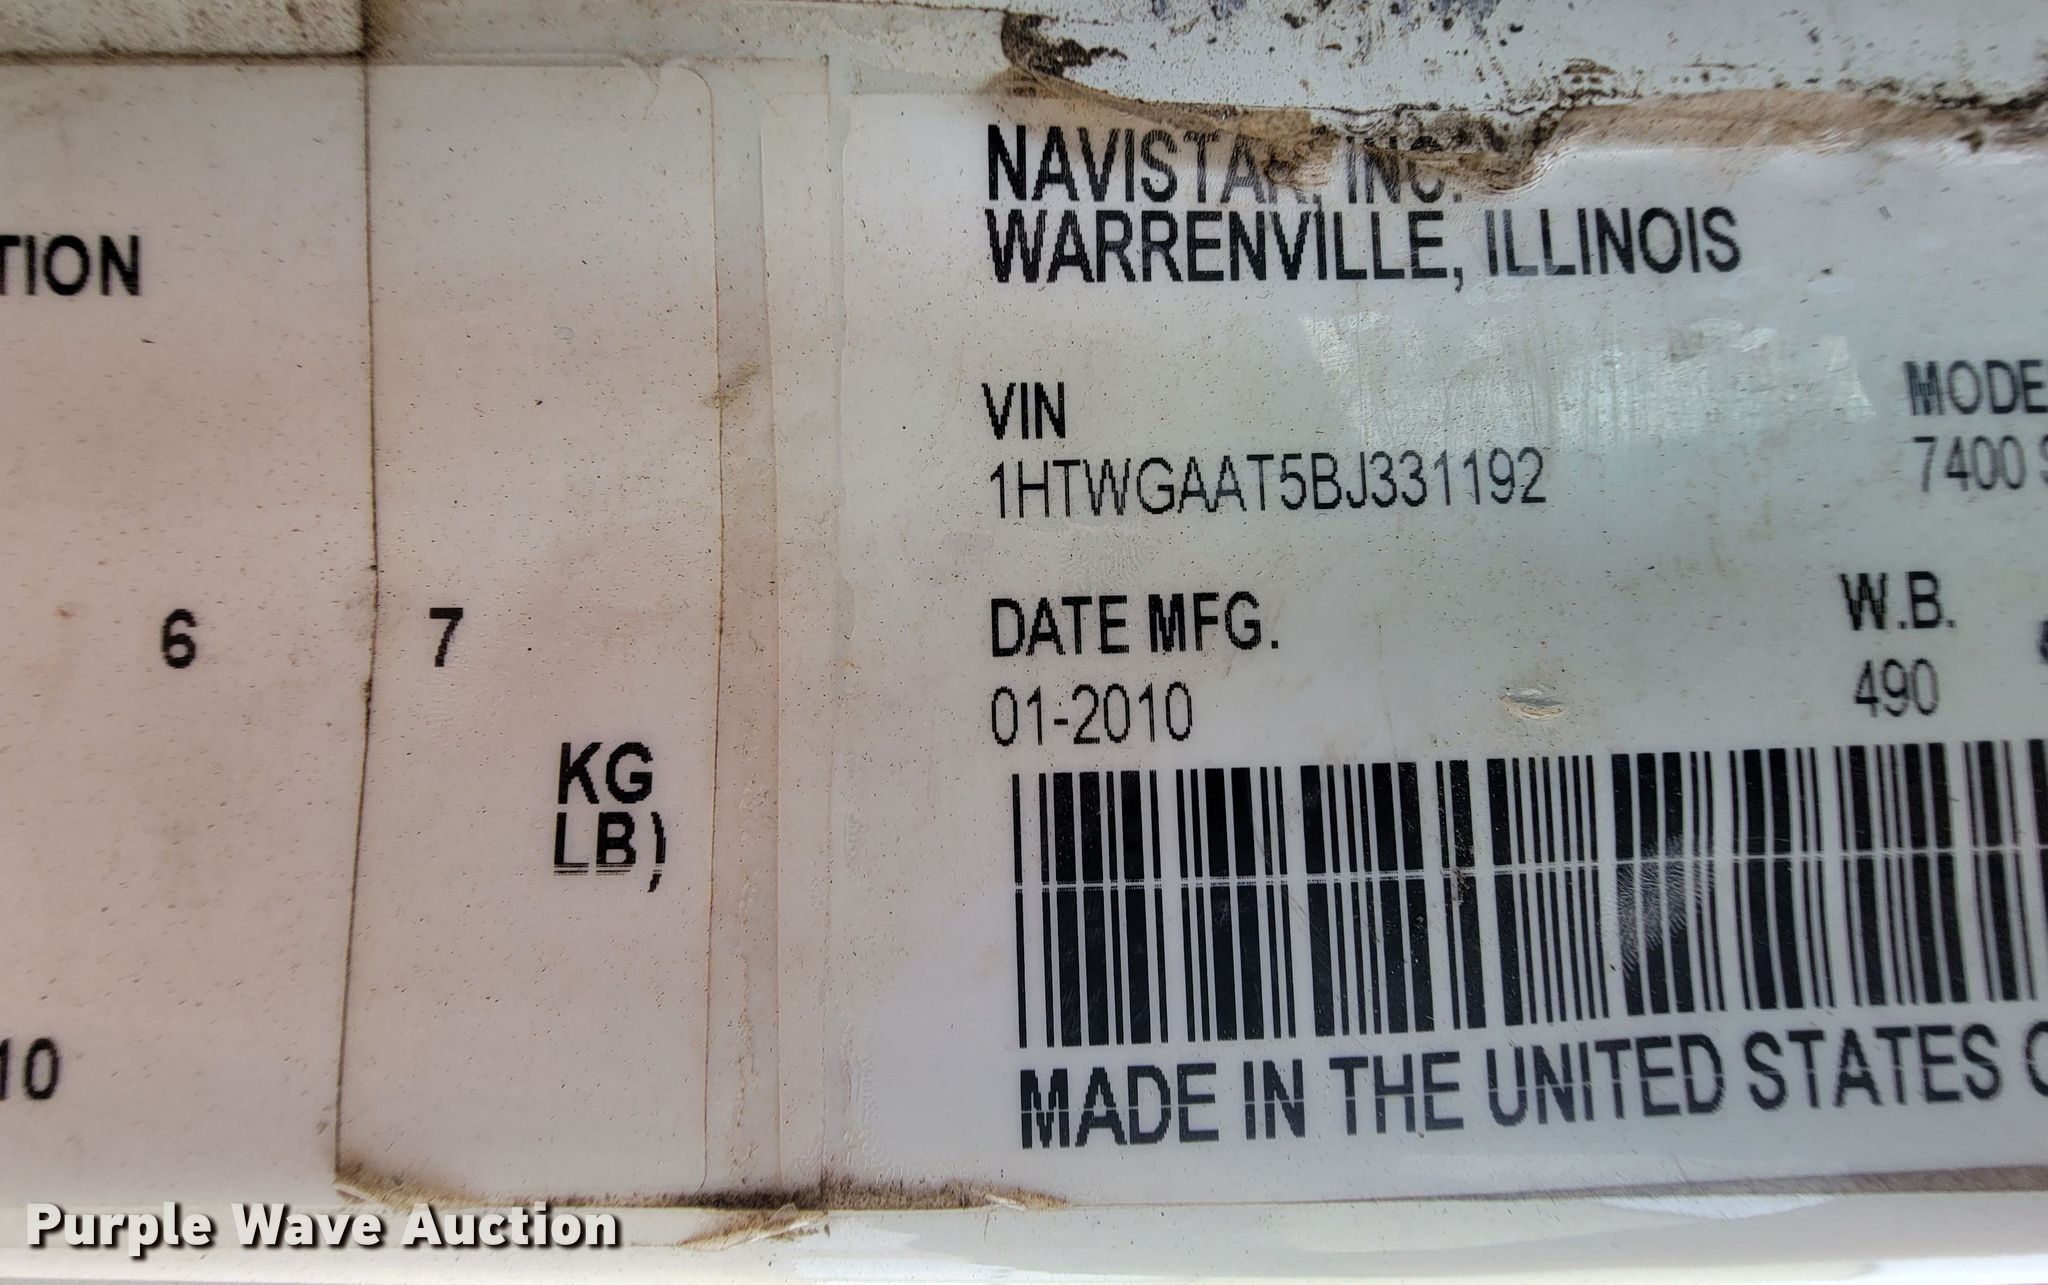 NAVISTAR, INC.
WARRENVILLE, ILLINOIS
TION
VIN
MODE
1HTWGAAT5BJ331192
7400
DATE MFG.
W.B.
6
7
01-2010
490
KG
LB)
MADE IN THE UNITED STATES
10
Purple Wave Auction